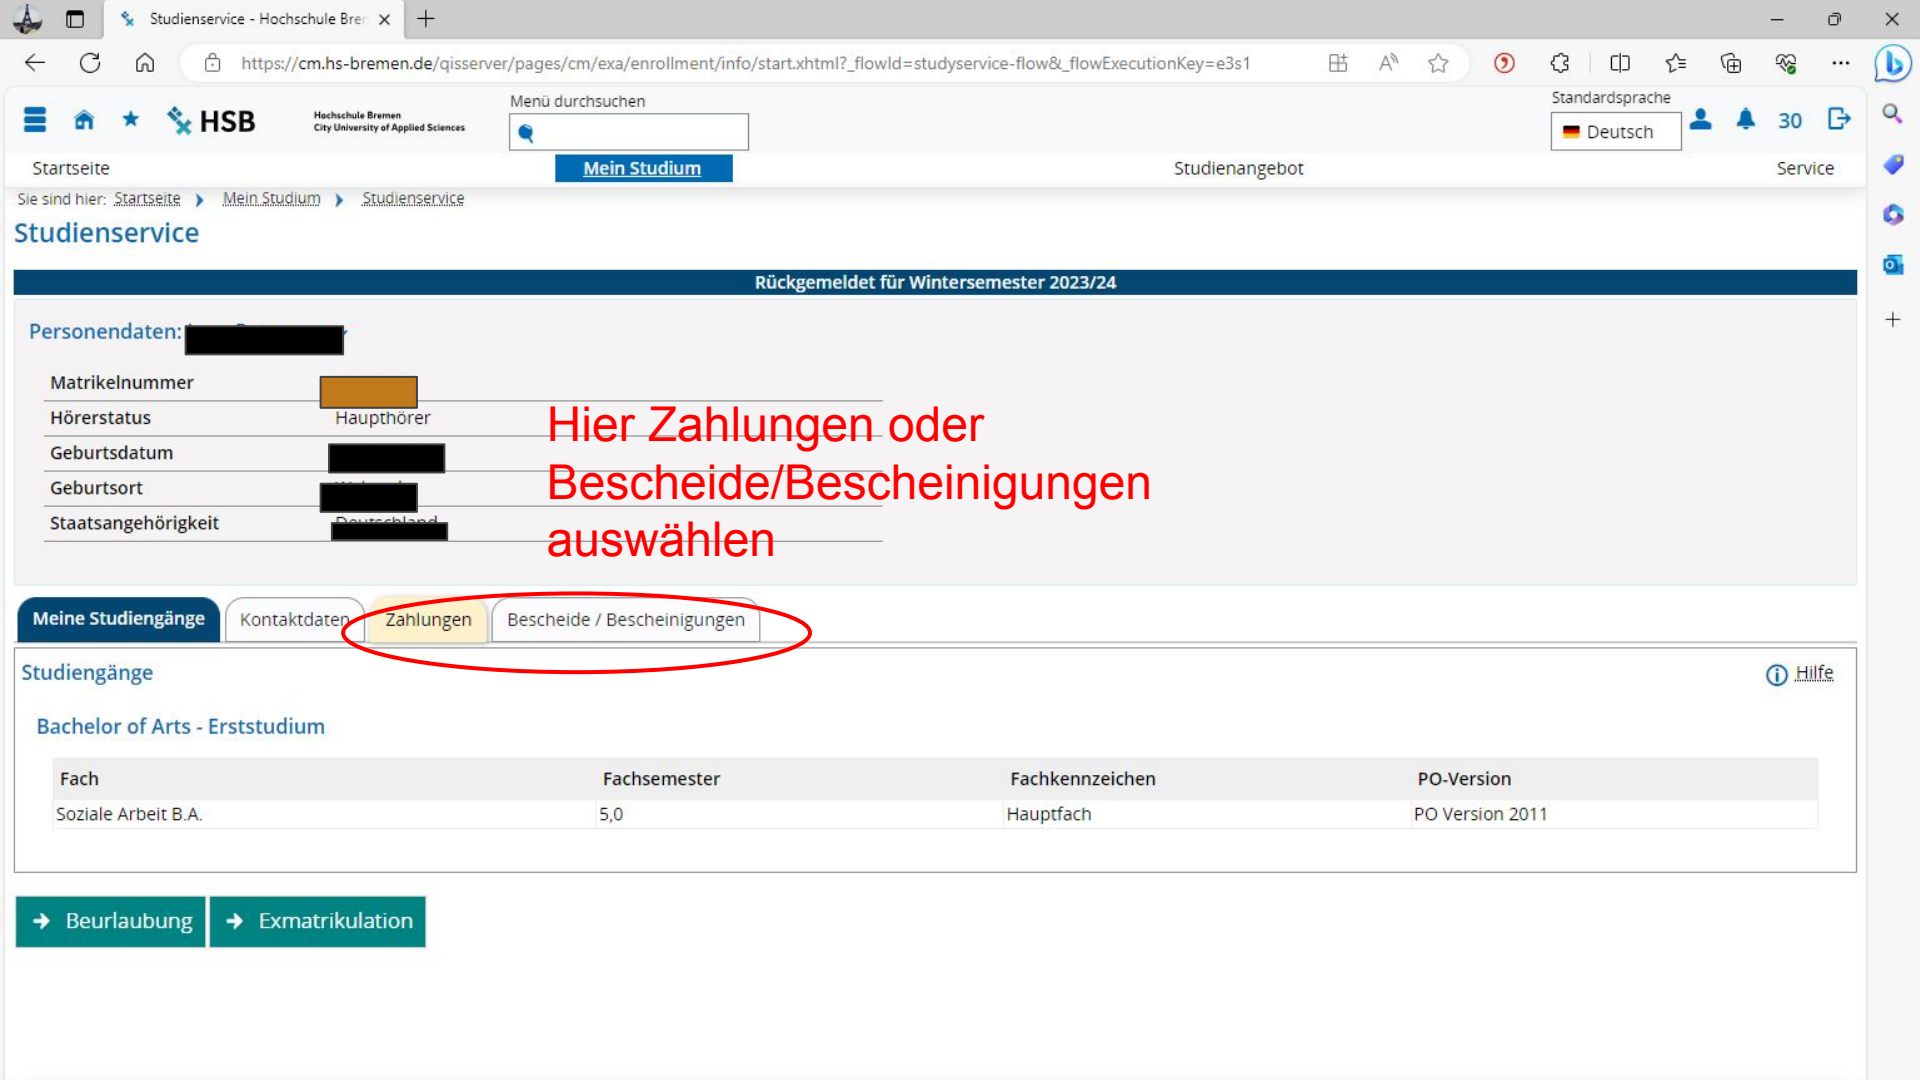 Studienservice - Hochschule Bre
https://cm.hs-bremen.de/qisserver/pages/cm/exa/enrollment/info/start.xhtml?_flowId=studyservice-flow&_flowExecutionKey=e3s1
HSB
Hochschule Bremen
City University of Applied Sciences
Menü durchsuchen
Standardsprache
Deutsch
30
Startseite
Mein Studium
Studienangebot
Service
Sie sind hier: Startseite Mein Studium Studienservice
Studienservice
Rückgemeldet für Wintersemester 2023/24
Personendaten:
Matrikelnummer
Hörerstatus Haupthörer
Geburtsdatum
Geburtsort
Staatsangehörigkeit
Hier Zahlungen oder
Bescheide/Bescheinigungen
auswählen
Meine Studiengänge Kontaktdaten Zahlungen Bescheide / Bescheinigungen
Studiengänge
Hilfe
Bachelor of Arts - Erststudium
Fach Fachsemester Fachkennzeichen PO-Version
Soziale Arbeit B.A. 5,0 Hauptfach PO Version 2011
Beurlaubung
Exmatrikulation